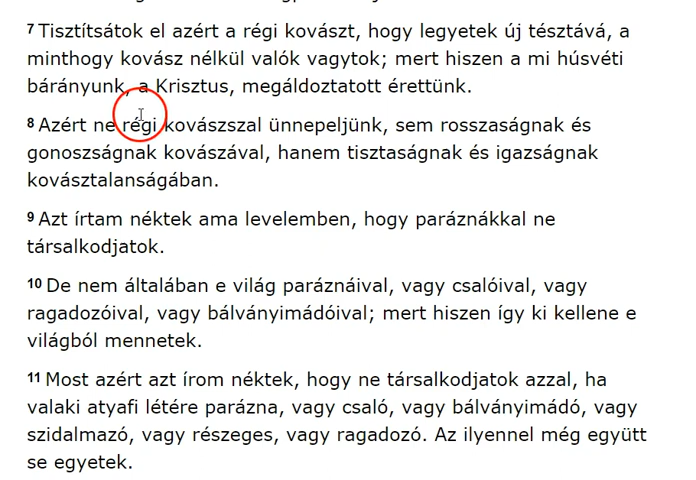 7 Tisztítsátok el azért a régi kovászt, hogy legyetek új tésztává, a
minthogy kovász nélkül valók vagytok; mert hiszen a mi húsvéti
bárányunk, a Krisztus, megáldoztatott érettünk.
8 Azért ne régi kovászszal ünnepeljünk, sem rosszaságnak és
gonoszságnak kovászával, hanem tisztaságnak és igazságnak
kovásztalanságában.
9 Azt írtam néktek ama levelemben, hogy paráznákkal ne
társalkodjatok.
10 De nem általában e világ paráznáival, vagy csalóival, vagy
ragadozóival, vagy bálványimádóival; mert hiszen így ki kellene e
világból mennetek.
11 Most azért azt írom néktek, hogy ne társalkodjatok azzal, ha
valaki atyafi létére parázna, vagy csaló, vagy bálványimádó, vagy
szidalmazó, vagy részeges, vagy ragadozó. Az ilyennel még együtt
se egyetek.